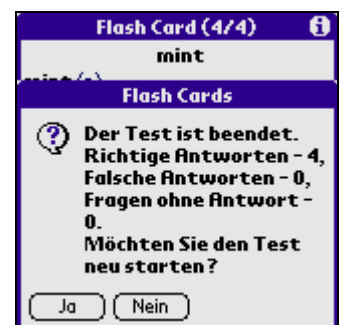 Flash Card (4/4)
mint
Flash Cards
Der Test ist beendet.
Richtige Antworten - 4,
Falsche Antworten - 0,
Fragen ohne Antwort -
0.
Möchten Sie den Test
neu starten?
Ja Nein